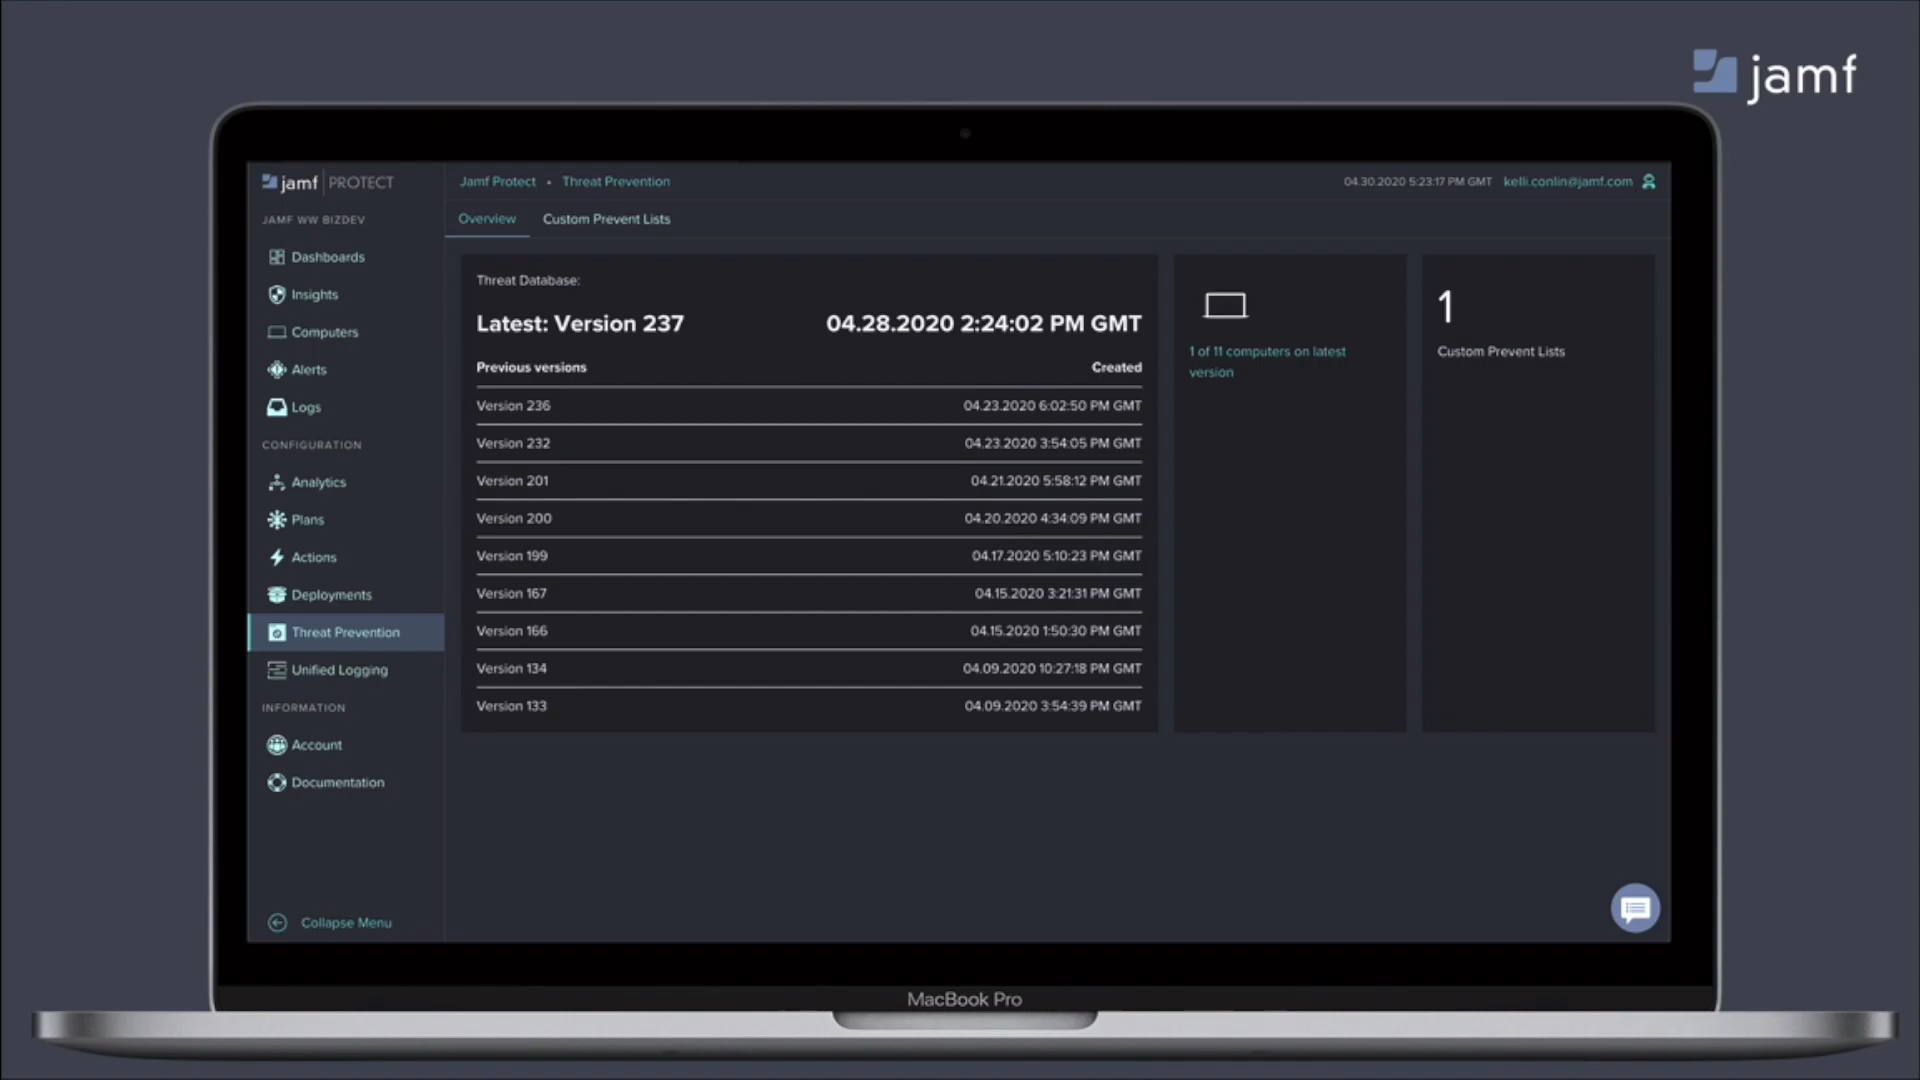 jamf
jamf PROTECT
Jamf Protect • Threat Prevention
04.30.2020 5:23:17 PM GMT kelli.conlin@jamf.com
JAMF WW BIZDEV
Dashboards
Insights
Computers
Alerts
Logs
CONFIGURATION
Analytics
Plans
Actions
Deployments
Threat Prevention
Unified Logging
INFORMATION
Account
Documentation
Collapse Menu
Overview Custom Prevent Lists
Threat Database:
Latest: Version 237 04.28.2020 2:24:02 PM GMT
Previous versions Created
Version 236 04.23.2020 6:02:50 PM GMT
Version 232 04.23.2020 3:54:05 PM GMT
Version 201 04.21.2020 5:58:12 PM GMT
Version 200 04.20.2020 4:34:09 PM GMT
Version 199 04.17.2020 5:10:23 PM GMT
Version 167 04.15.2020 3:21:31 PM GMT
Version 166 04.15.2020 1:50:30 PM GMT
Version 134 04.09.2020 10:27:18 PM GMT
Version 133 04.09.2020 3:54:39 PM GMT
1 of 11 computers on latest
version
1
Custom Prevent Lists
MacBook Pro